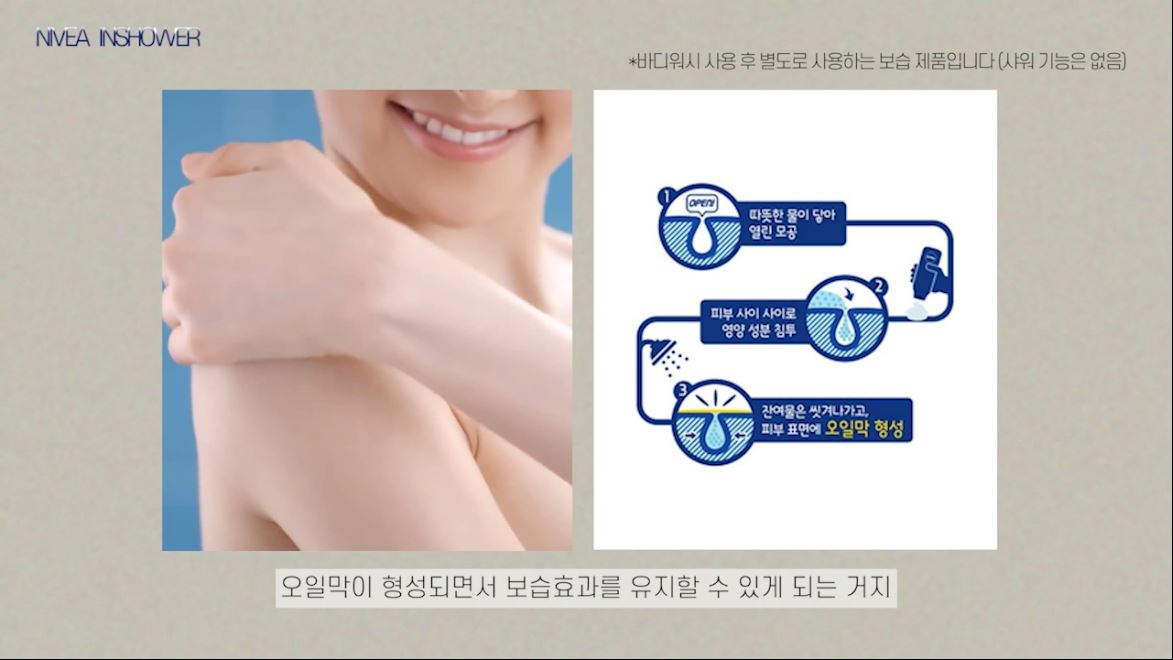 NIVEA INSHOWER
*바디워시 사용 후 별도로 사용하는 보습 제품입니다 (샤워 기능은 없음)
1
OPEN!
따뜻한 물이 닿아
열린 모공
2
피부 사이 사이로
영양 성분 침투
3
잔여물은 씻겨나가고,
피부 표면에 오일막 형성
오일막이 형성되면서 보습효과를 유지할 수 있게 되는 거지